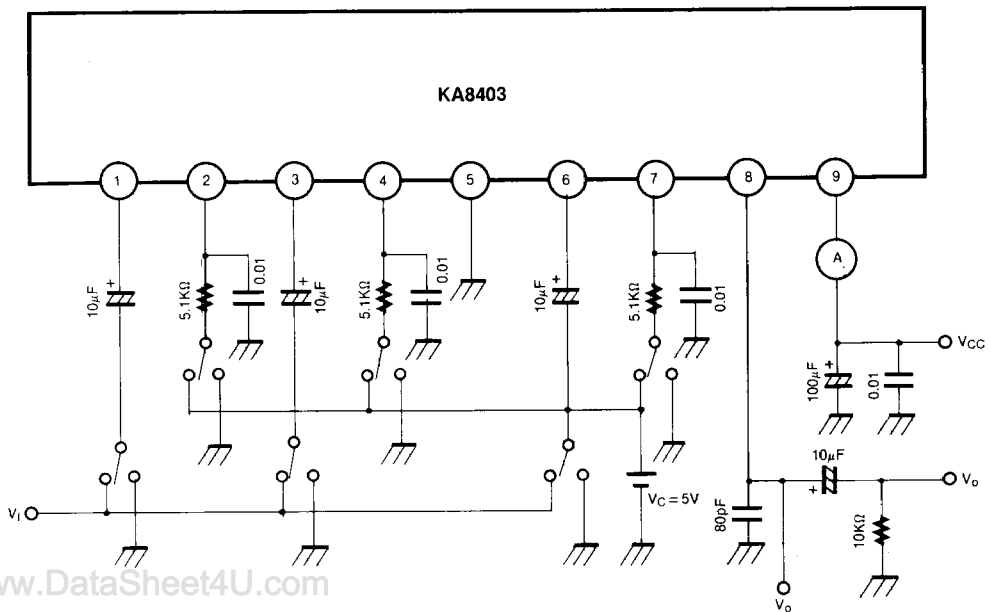 KA8403
1 2 3 4 5 6 7 8 9
A
10μF
+
5.1KΩ
0.01
10μF
+
5.1KΩ
0.01
10μF
+
5.1KΩ
0.01
100μF
+
0.01
VCC
10μF
+
Vo
VC = 5V
80pF
10KΩ
VI
Vo
ww.DataSheet4U.com